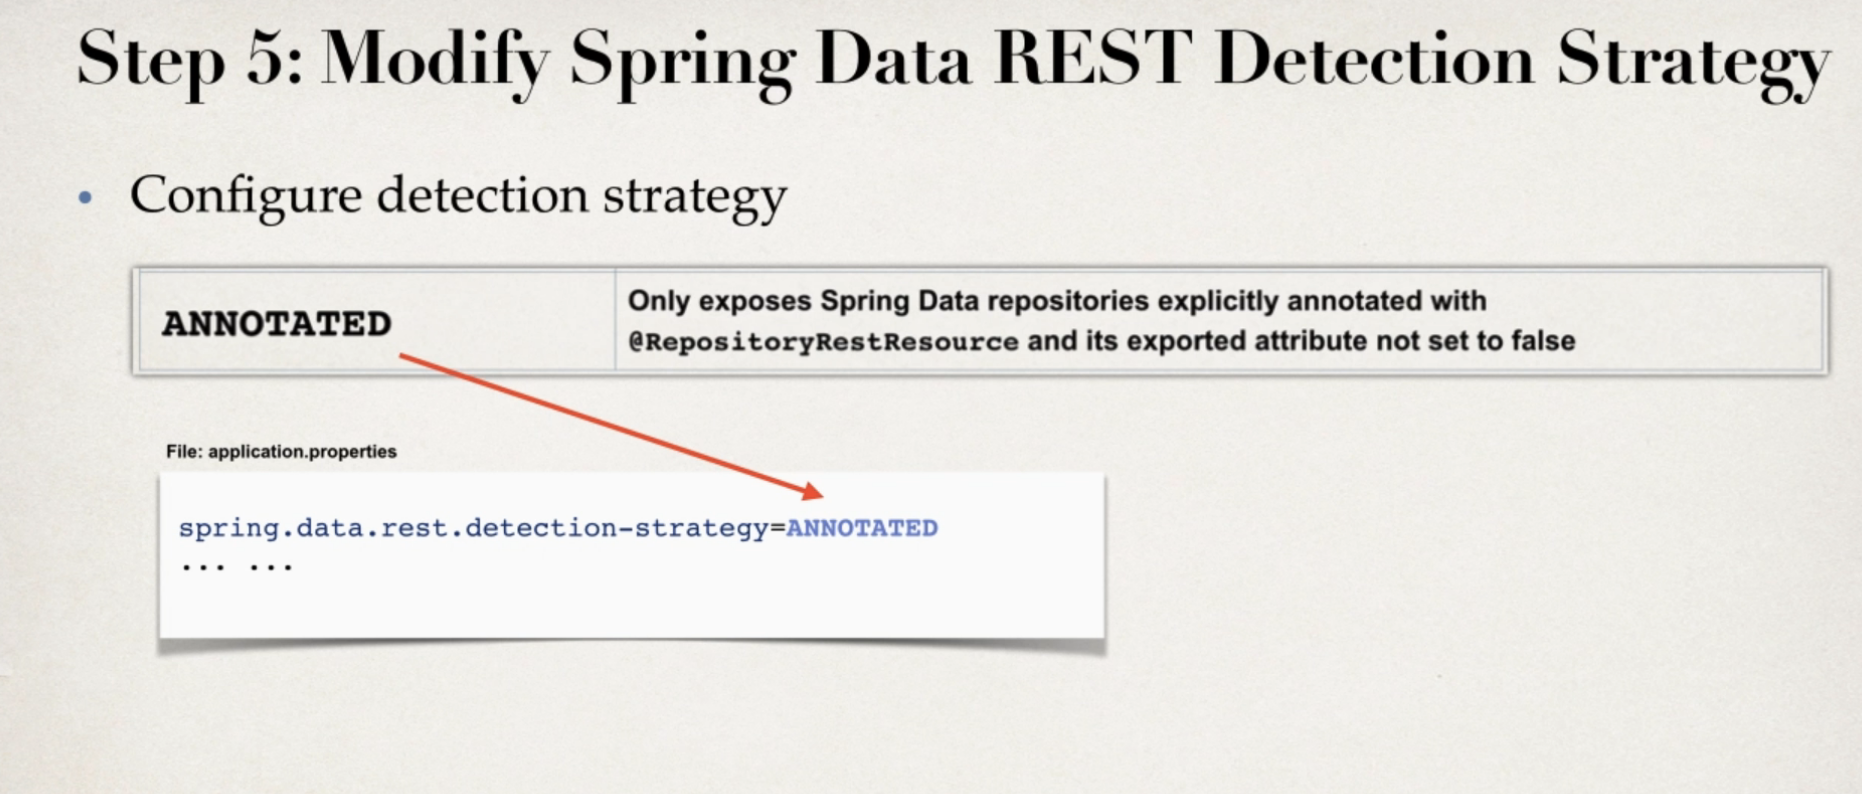 Step 5: Modify Spring Data REST Detection Strategy
• Configure detection strategy
ANNOTATED
Only exposes Spring Data repositories explicitly annotated with
@RepositoryRestResource and its exported attribute not set to false
File: application.properties
spring.data.rest.detection-strategy=ANNOTATED
... ...